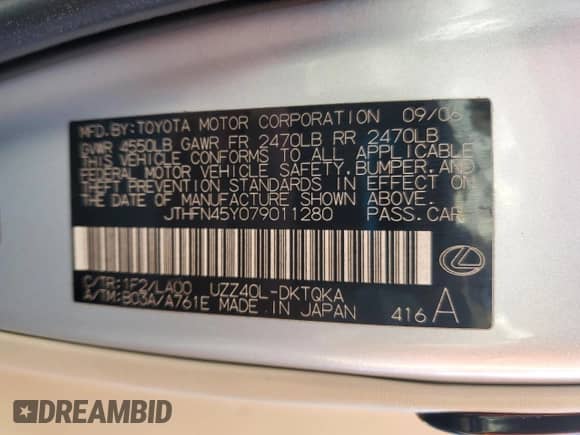 MFD.BY:TOYOTA MOTOR CORPORATION 09/06
GVWR 4550LB GAWR FR 2470LB RR 2470LB
THIS VEHICLE CONFORMS TO ALL APPLICABLE
FEDERAL MOTOR VEHICLE SAFETY, BUMPER, AND
THEFT PREVENTION STANDARDS IN EFFECT ON
THE DATE OF MANUFACTURE SHOWN ABOVE.
JTHFN45Y079011280 PASS.CAR
C/TR:1F2/LA00 UZZ40L-DKTQKA
A/TM:B03A/A761E MADE IN JAPAN 416 A
DREAMBID